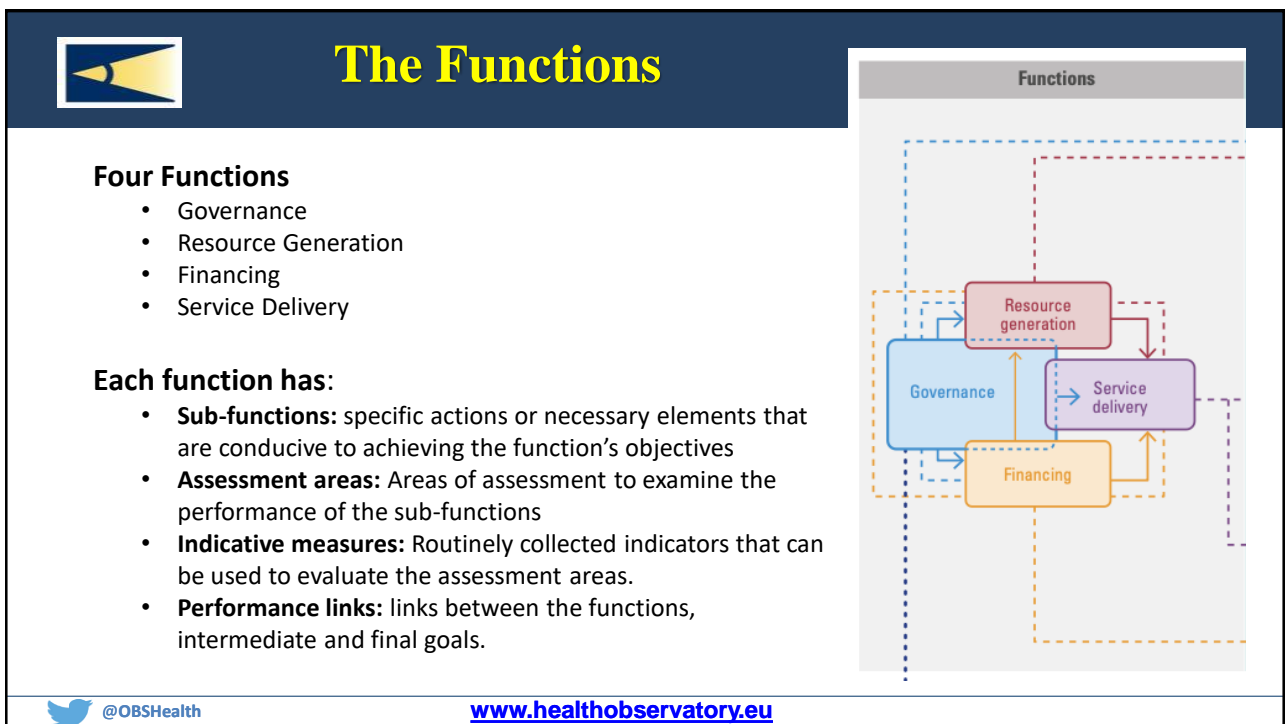 The Functions
Four Functions
• Governance
• Resource Generation
• Financing
• Service Delivery
Each function has:
• Sub-functions: specific actions or necessary elements that
are conducive to achieving the function’s objectives
• Assessment areas: Areas of assessment to examine the
performance of the sub-functions
• Indicative measures: Routinely collected indicators that can
be used to evaluate the assessment areas.
• Performance links: links between the functions,
intermediate and final goals.
Functions
Resource
generation
Governance
Service
delivery
Financing
@OBSHealth
www.healthobservatory.eu